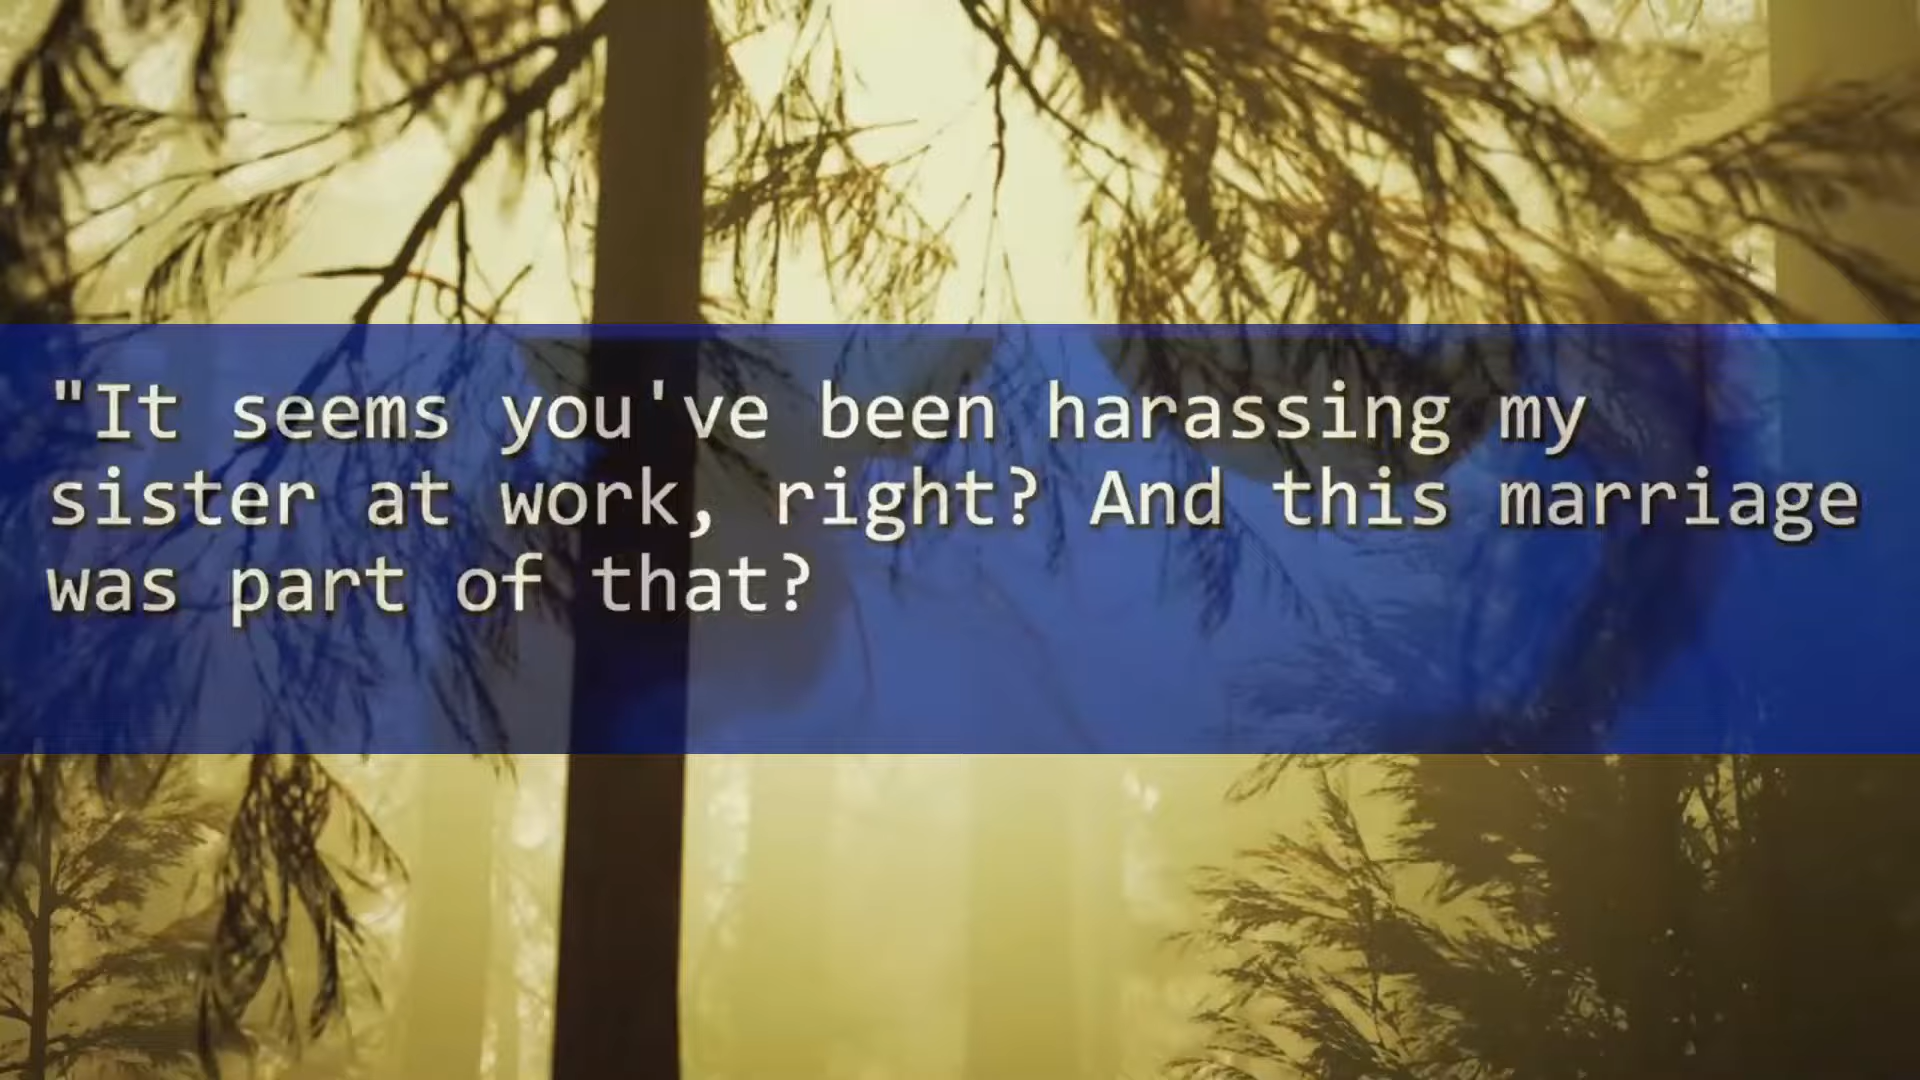 "It seems you've been harassing my
sister at work, right? And this marriage
was part of that?